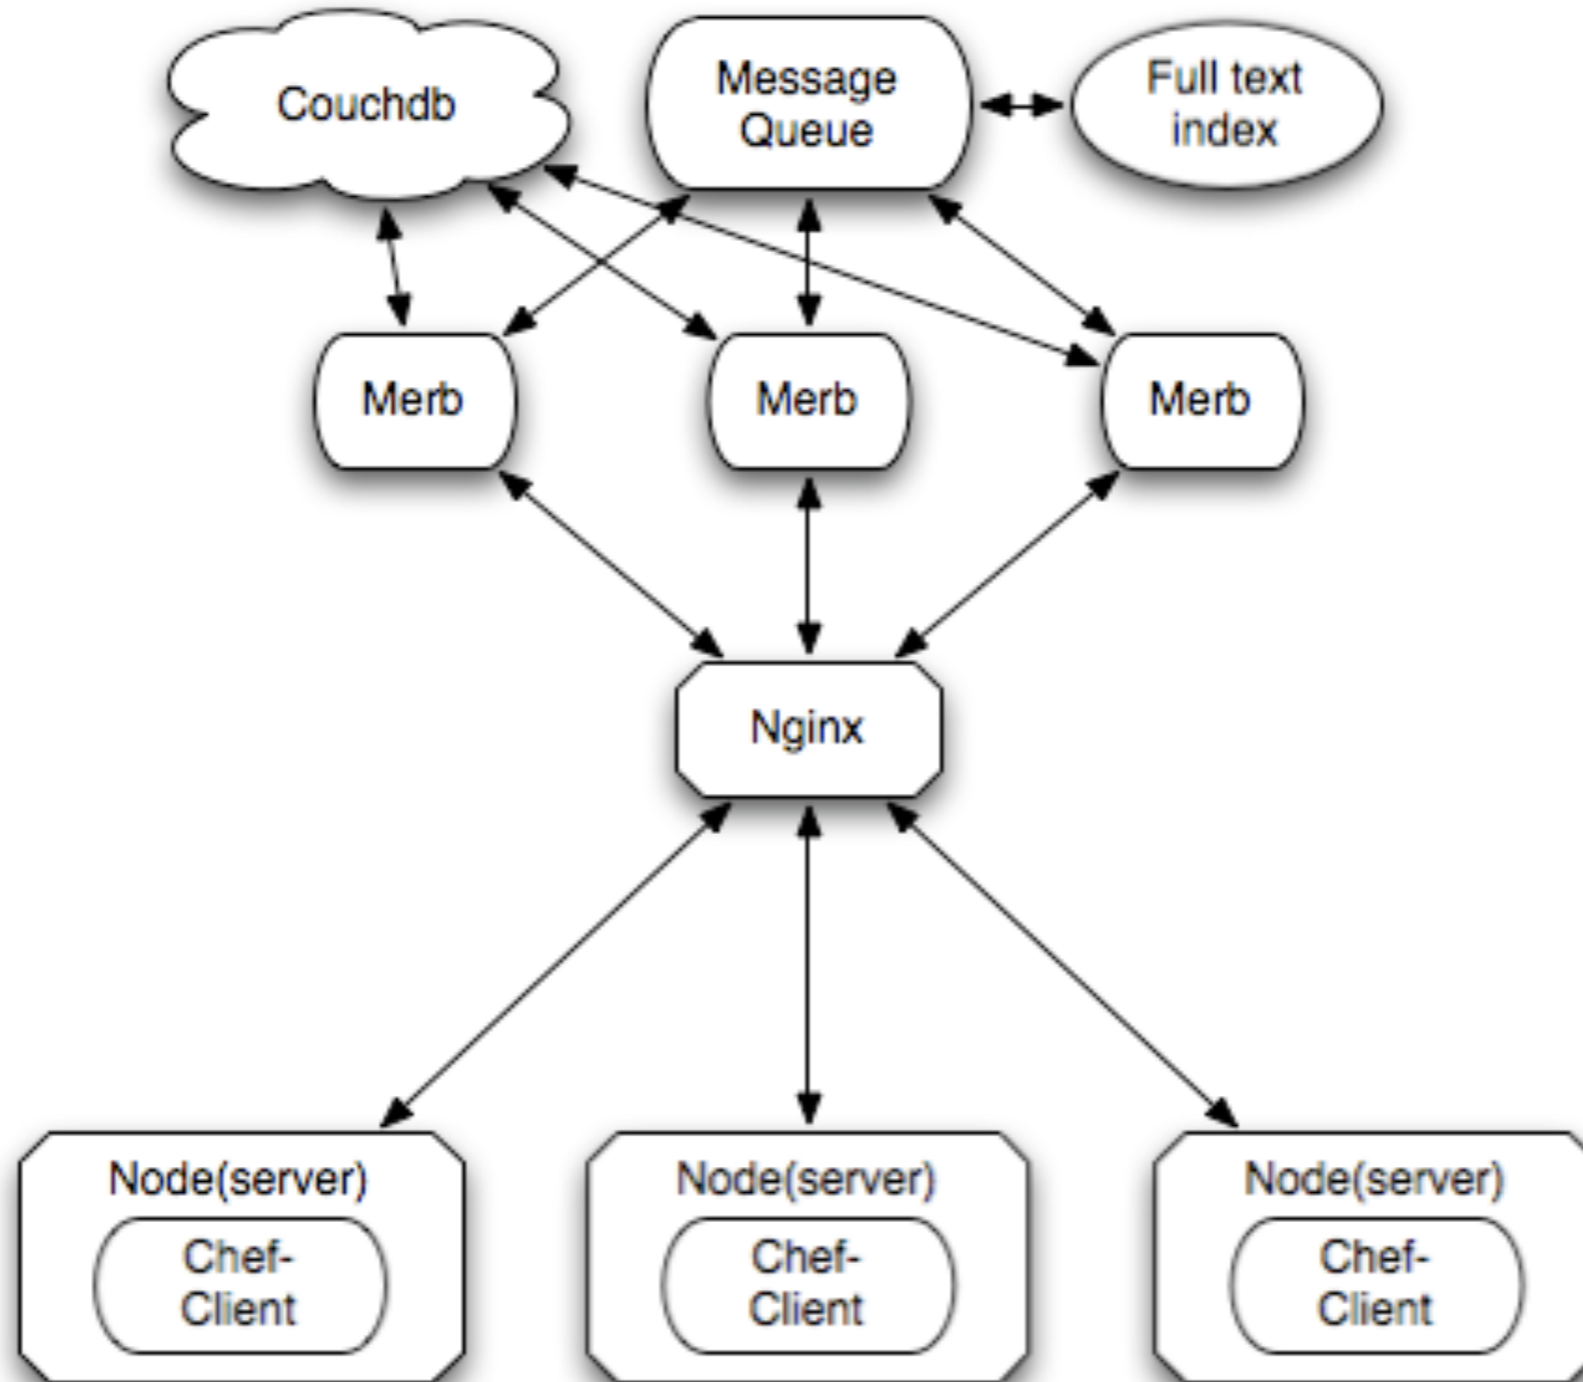 Couchdb
Message
Queue
Full text
index
Merb
Merb
Merb
Nginx
Node(server)
Chef-
Client
Node(server)
Chef-
Client
Node(server)
Chef-
Client